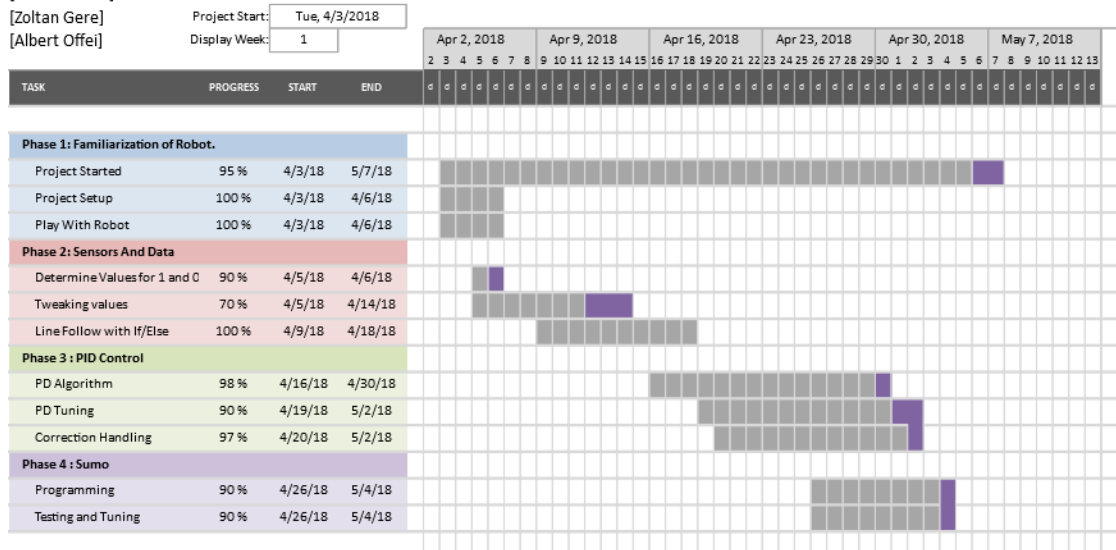 [Zoltan Gere] Project Start: Tue, 4/3/2018
[Albert Offei] Display Week: 1
Apr 2, 2018 Apr 9, 2018 Apr 16, 2018 Apr 23, 2018 Apr 30, 2018 May 7, 2018
2 3 4 5 6 7 8 9 10 11 12 13 14 15 16 17 18 19 20 21 22 23 24 25 26 27 28 29 30 1 2 3 4 5 6 7 8 9 10 11 12 13
TASK PROGRESS START END d d d d d d d d d d d d d d d d d d d d d d d d d d d d d d d d d d d d d d d d d d
Phase 1: Familiarization of Robot.
Project Started 95 % 4/3/18 5/7/18
Project Setup 100 % 4/3/18 4/6/18
Play With Robot 100 % 4/3/18 4/6/18
Phase 2: Sensors And Data
Determine Values for 1 and 0 90 % 4/5/18 4/6/18
Tweaking values 70 % 4/5/18 4/14/18
Line Follow with If/Else 100 % 4/9/18 4/18/18
Phase 3 : PID Control
PD Algorithm 98 % 4/16/18 4/30/18
PD Tuning 90 % 4/19/18 5/2/18
Correction Handling 97 % 4/20/18 5/2/18
Phase 4 : Sumo
Programming 90 % 4/26/18 5/4/18
Testing and Tuning 90 % 4/26/18 5/4/18